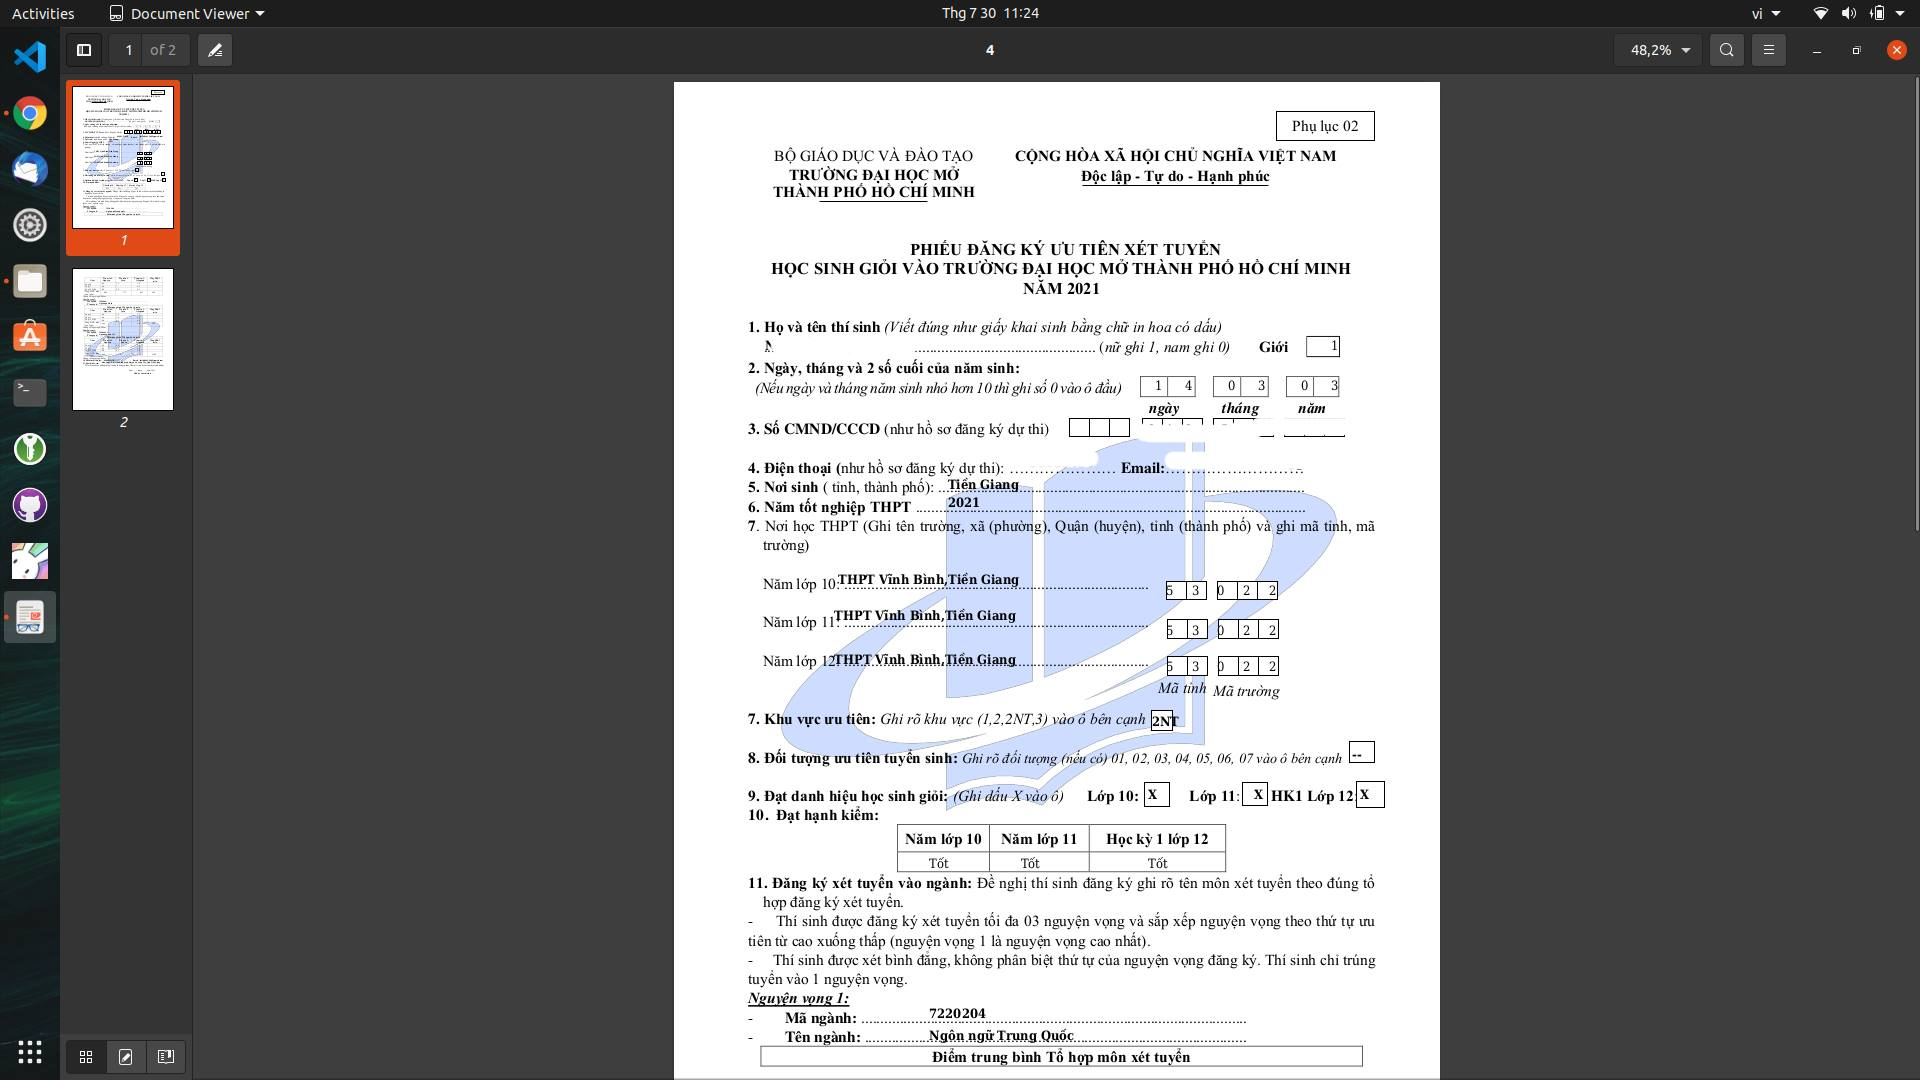 Activities
Document Viewer
Thg 7 30 11:24
vi
1 of 2
4
48,2%
1
2
Phụ lục 02
BỘ GIÁO DỤC VÀ ĐÀO TẠO
TRƯỜNG ĐẠI HỌC MỞ
THÀNH PHỐ HỒ CHÍ MINH
CỘNG HÒA XÃ HỘI CHỦ NGHĨA VIỆT NAM
Độc lập - Tự do - Hạnh phúc
PHIẾU ĐĂNG KÝ ƯU TIÊN XÉT TUYỂN
HỌC SINH GIỎI VÀO TRƯỜNG ĐẠI HỌC MỞ THÀNH PHỐ HỒ CHÍ MINH
NĂM 2021
1. Họ và tên thí sinh (Viết đúng như giấy khai sinh bằng chữ in hoa có dấu)
............................................... (nữ ghi 1, nam ghi 0) Giới 1
2. Ngày, tháng và 2 số cuối của năm sinh:
(Nếu ngày và tháng năm sinh nhỏ hơn 10 thì ghi số 0 vào ô đầu) 1 4 0 3 0 3
ngày tháng năm
3. Số CMND/CCCD (như hồ sơ đăng ký dự thi)
4. Điện thoại (như hồ sơ đăng ký dự thi): ..................... Email:...........................
5. Nơi sinh ( tỉnh, thành phố): Tiền Giang
6. Năm tốt nghiệp THPT 2021
7. Nơi học THPT (Ghi tên trường, xã (phường), Quận (huyện), tỉnh (thành phố) và ghi mã tỉnh, mã
trường)
Năm lớp 10: THPT Vĩnh Bình,Tiền Giang 5 3 0 2 2
Năm lớp 11: THPT Vĩnh Bình,Tiền Giang 5 3 0 2 2
Năm lớp 12 THPT Vĩnh Bình,Tiền Giang 5 3 0 2 2
Mã tỉnh Mã trường
7. Khu vực ưu tiên: Ghi rõ khu vực (1,2,2NT,3) vào ô bên cạnh 2NT
8. Đối tượng ưu tiên tuyển sinh: Ghi rõ đối tượng (nếu có) 01, 02, 03, 04, 05, 06, 07 vào ô bên cạnh --
9. Đạt danh hiệu học sinh giỏi: (Ghi dấu X vào ô) Lớp 10: X Lớp 11: X HK1 Lớp 12: X
10. Đạt hạnh kiểm:
Năm lớp 10 Năm lớp 11 Học kỳ 1 lớp 12
Tốt Tốt Tốt
11. Đăng ký xét tuyển vào ngành: Đề nghị thí sinh đăng ký ghi rõ tên môn xét tuyển theo đúng tổ
hợp đăng ký xét tuyển.
- Thí sinh được đăng ký xét tuyển tối đa 03 nguyện vọng và sắp xếp nguyện vọng theo thứ tự ưu
tiên từ cao xuống thấp (nguyện vọng 1 là nguyện vọng cao nhất).
- Thí sinh được xét bình đẳng, không phân biệt thứ tự của nguyện vọng đăng ký. Thí sinh chỉ trúng
tuyển vào 1 nguyện vọng.
Nguyện vọng 1:
- Mã ngành: 7220204
- Tên ngành: Ngôn ngữ Trung Quốc
Điểm trung bình Tổ hợp môn xét tuyển